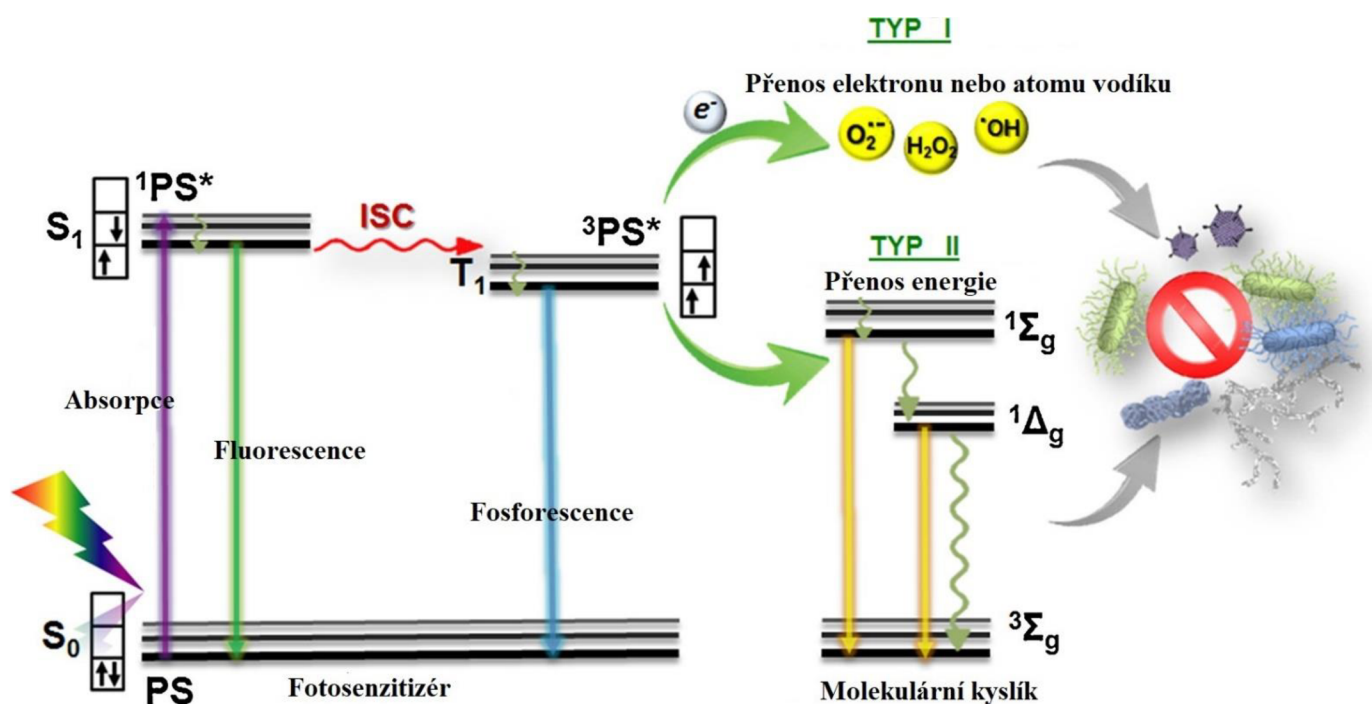 TYP I
Přenos elektronu nebo atomu vodíku
e⁻
O₂˙⁻
H₂O₂
˙OH
¹PS*
S₁
ISC
³PS*
T₁
TYP II
Přenos energie
¹Σg
¹Δg
Absorpce
Fluorescence
Fosforescence
S₀
³Σg
PS
Fotosenzitizér
Molekulární kyslík